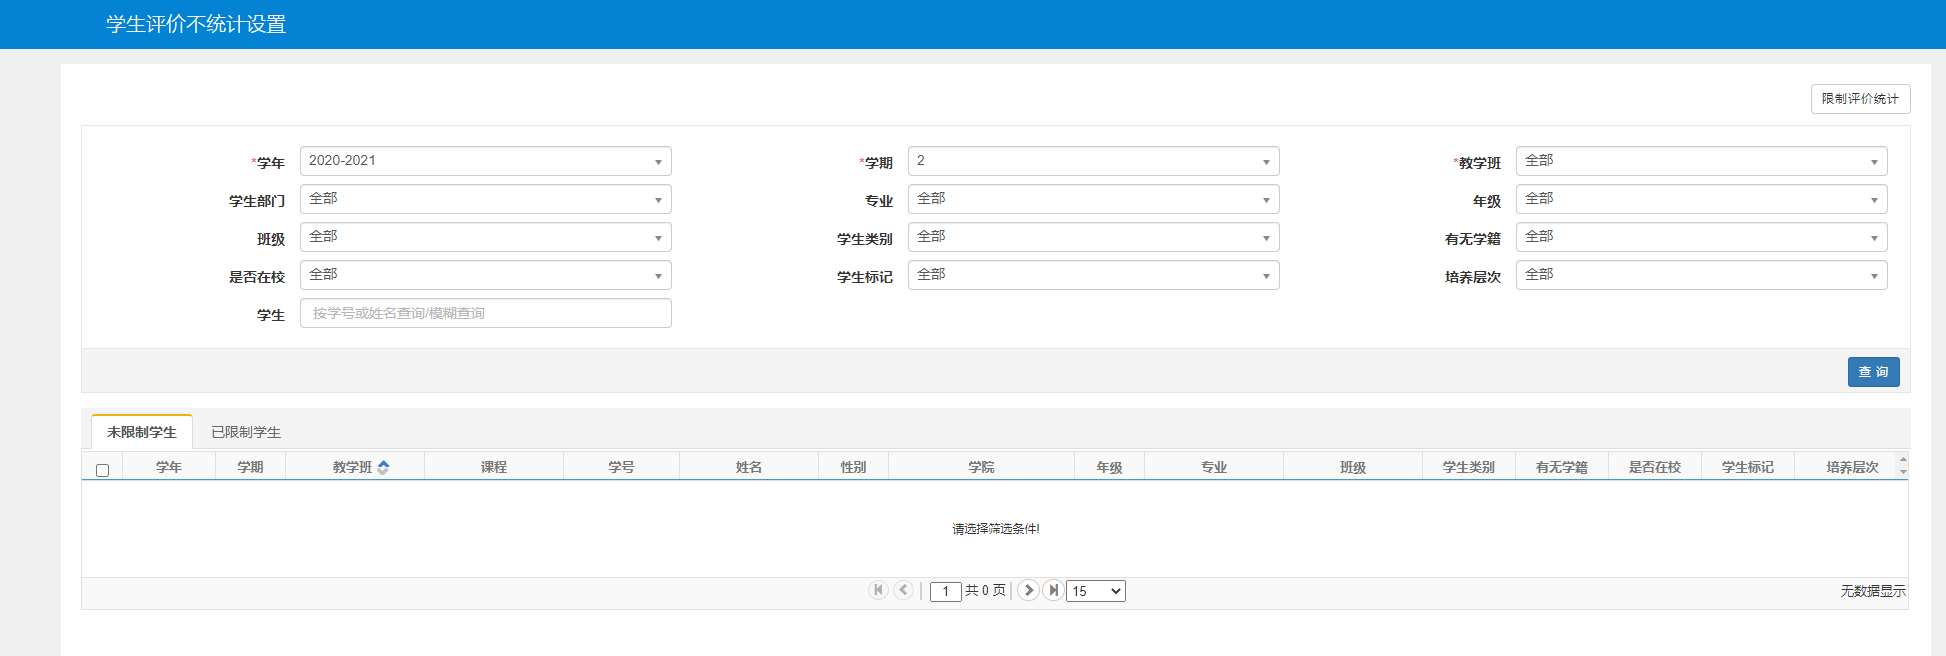 学生评价不统计设置
限制评价统计
*学年 2020-2021 *学期 2 *教学班 全部
学生部门 全部 专业 全部 年级 全部
班级 全部 学生类别 全部 有无学籍 全部
是否在校 全部 学生标记 全部 培养层次 全部
学生 按学号或姓名查询/模糊查询
查 询
未限制学生 已限制学生
学年 学期 教学班 课程 学号 姓名 性别 学院 年级 专业 班级 学生类别 有无学籍 是否在校 学生标记 培养层次
请选择筛选条件!
1 共 0 页 15 无数据显示